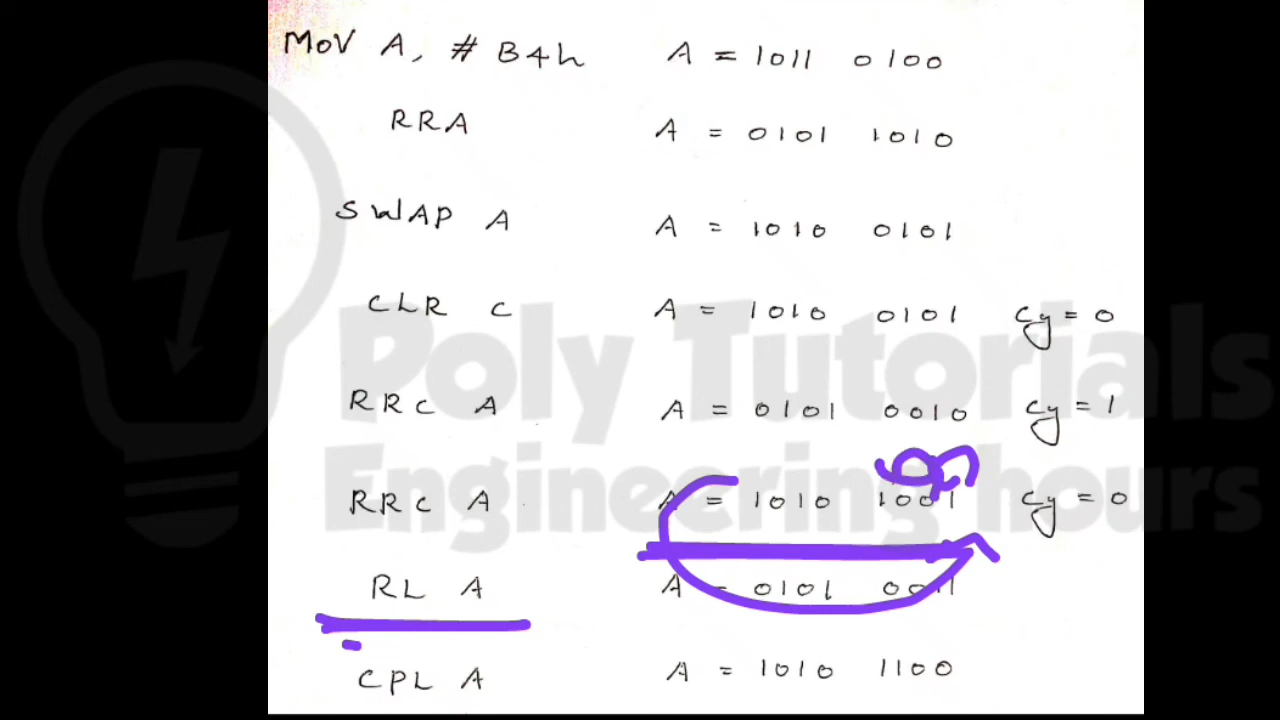 MOV A, # B4h A = 1011 0100
RRA A = 0101 1010
SWAP A A = 1010 0101
CLR C A = 1010 0101 Cy = 0
RRC A A = 0101 0010 Cy = 1
RRC A A = 1010 1001 Cy = 0
RL A A = 0101 0011
CPL A A = 1010 1100
Poly Tutorials
Engineering hours